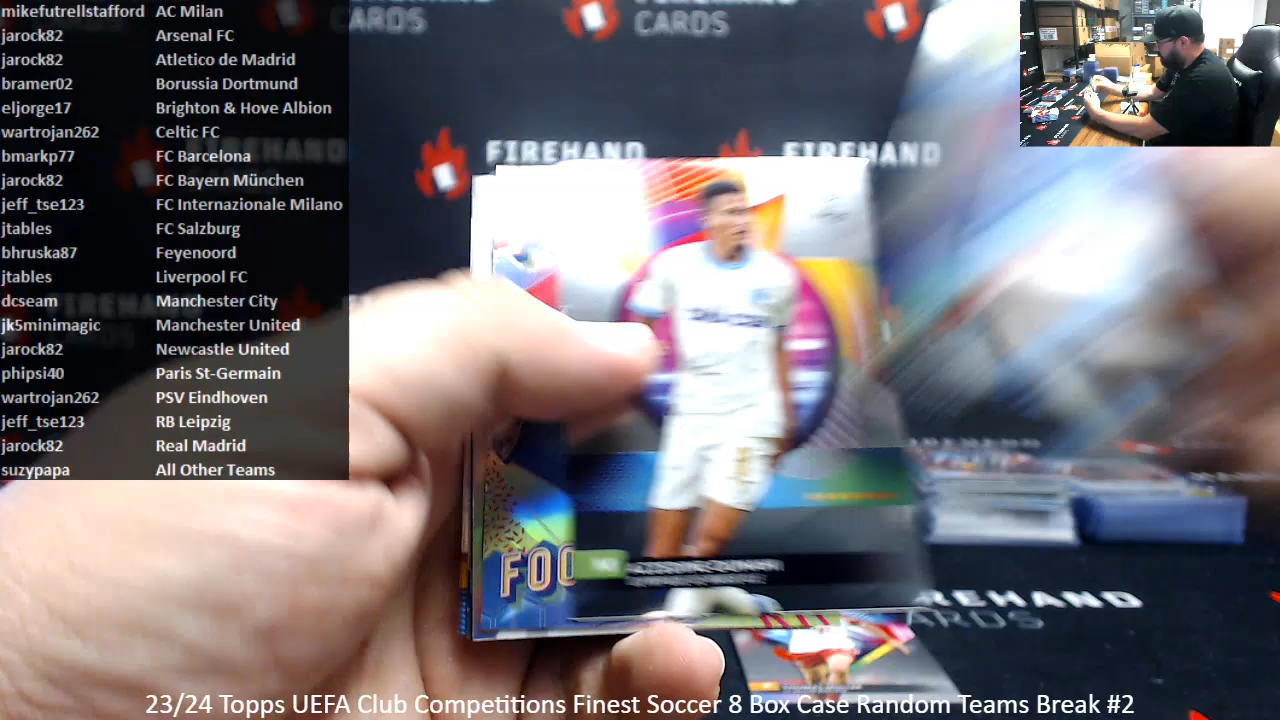 mikefutrellstafford AC Milan
jarock82 Arsenal FC
jarock82 Atletico de Madrid
bramer02 Borussia Dortmund
eljorge17 Brighton & Hove Albion
wartrojan262 Celtic FC
bmarkp77 FC Barcelona
jarock82 FC Bayern München
jeff_tse123 FC Internazionale Milano
jtables FC Salzburg
bhruska87 Feyenoord
jtables Liverpool FC
dcseam Manchester City
jk5minimagic Manchester United
jarock82 Newcastle United
phipsi40 Paris St-Germain
wartrojan262 PSV Eindhoven
jeff_tse123 RB Leipzig
jarock82 Real Madrid
suzypapa All Other Teams
CARDS
CARDS
FIREHAND
FIREHAND
FOO
FIREHAND
CARDS
23/24 Topps UEFA Club Competitions Finest Soccer 8 Box Case Random Teams Break #2